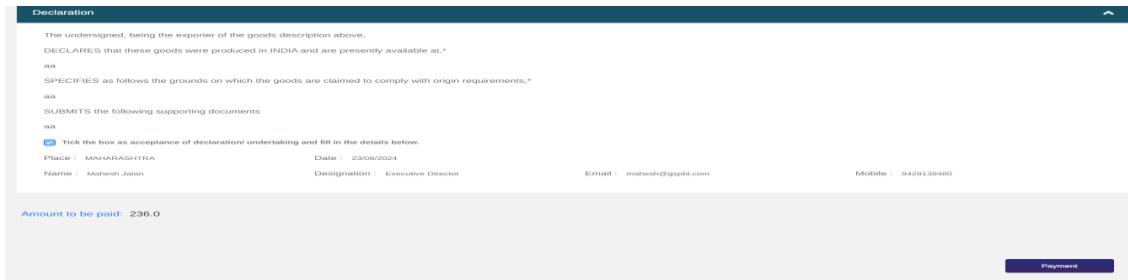 Declaration
The undersigned, being the exporter of the goods description above,
DECLARES that these goods were produced in INDIA and are presently available at,*
aa
SPECIFIES as follows the grounds on which the goods are claimed to comply with origin requirements,*
aa
SUBMITS the following supporting documents
aa
Tick the box as acceptance of declaration/ undertaking and fill in the details below.
Place : MAHARASHTRA Date : 23/08/2024
Name : Mahesh Jalan Designation : Executive Director Email : mahesh@gspbl.com Mobile : 9428139480
Amount to be paid: 236.0
Payment